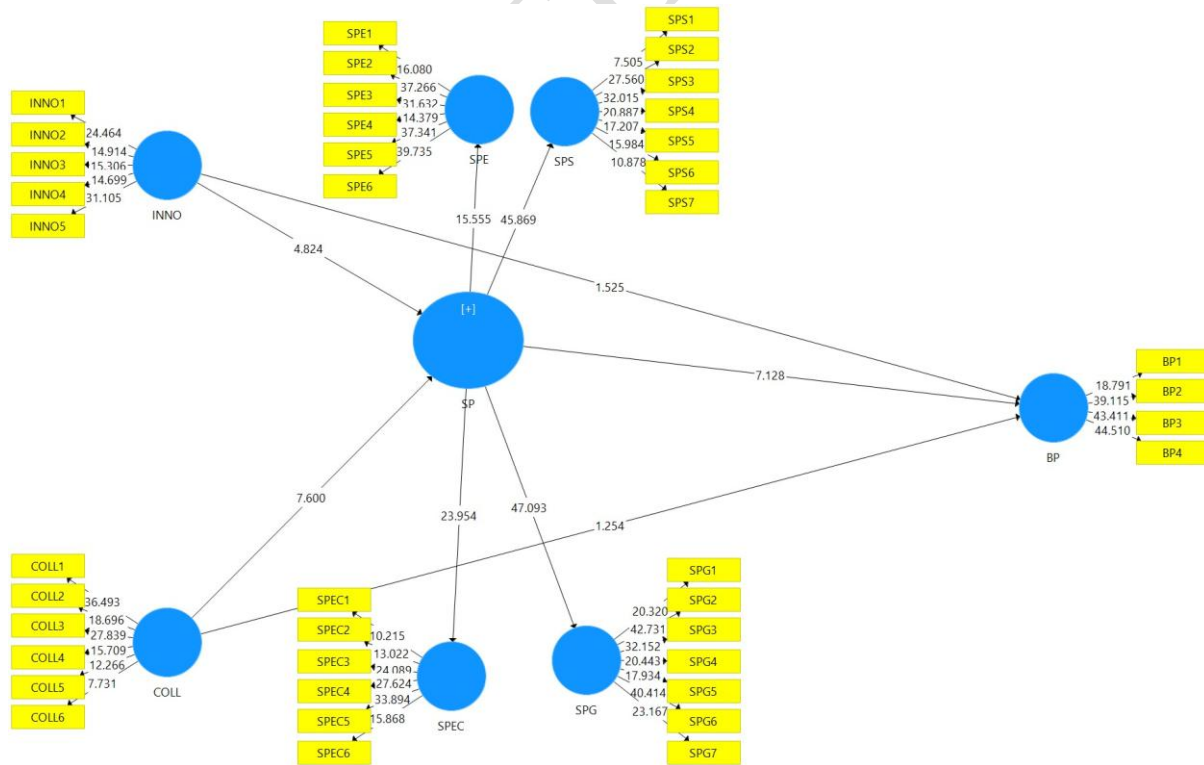 SPE1
SPE2
SPE3
SPE4
SPE5
SPE6
16.080
37.266
31.632
14.379
37.341
39.735
SPE
SPS1
SPS2
SPS3
SPS4
SPS5
SPS6
SPS7
7.505
27.560
32.015
20.887
17.207
15.984
10.878
SPS
INNO1
INNO2
INNO3
INNO4
INNO5
24.464
14.914
15.306
14.699
31.105
INNO
15.555
45.869
4.824
1.525
[+]
SP
7.128
BP1
BP2
BP3
BP4
18.791
39.115
43.411
44.510
BP
7.600
23.954
47.093
1.254
COLL1
COLL2
COLL3
COLL4
COLL5
COLL6
36.493
18.696
27.839
15.709
12.266
7.731
COLL
SPEC1
SPEC2
SPEC3
SPEC4
SPEC5
SPEC6
10.215
13.022
24.089
27.624
33.894
15.868
SPEC
SPG1
SPG2
SPG3
SPG4
SPG5
SPG6
SPG7
20.320
42.731
32.152
20.443
17.934
40.414
23.167
SPG